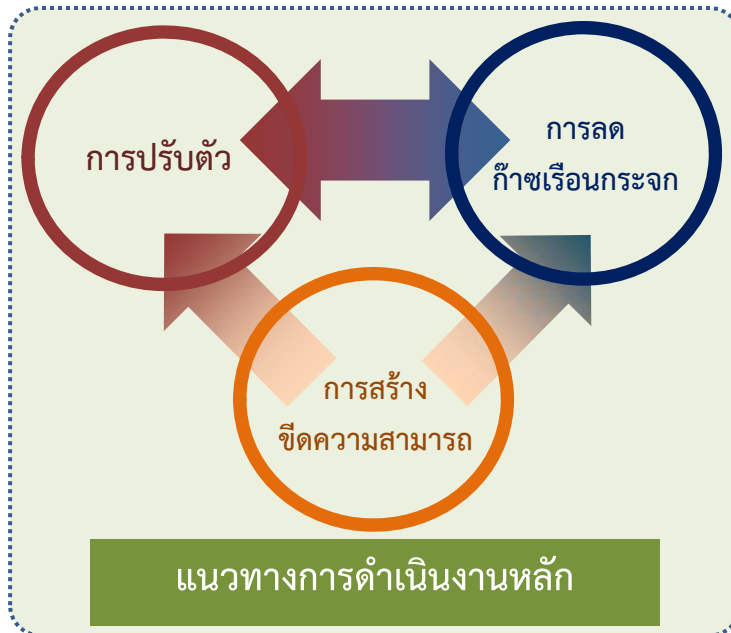 การปรับตัว
การลด
ก๊าซเรือนกระจก
การสร้าง
ขีดความสามารถ
แนวทางการดำเนินงานหลัก